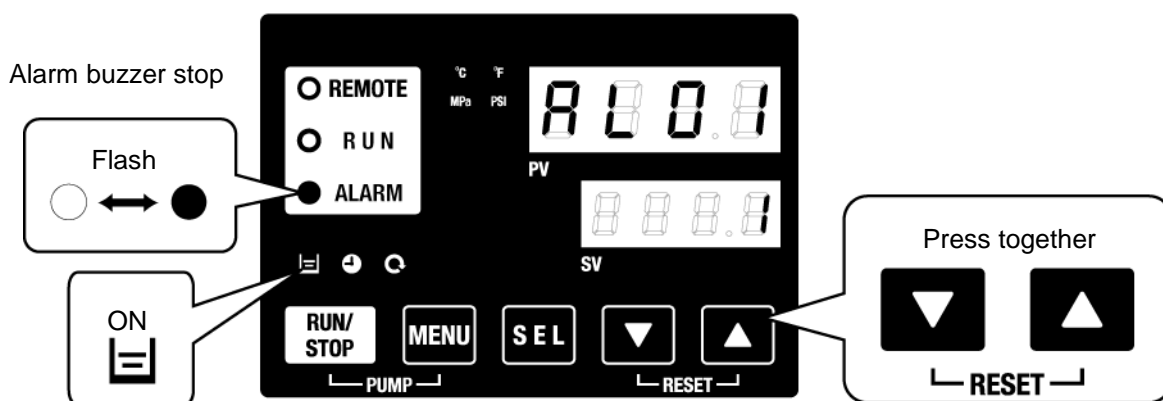 Alarm buzzer stop
Flash
ON
REMOTE
RUN
ALARM
°C °F
MPa PSI
AL01
PV
1
SV
RUN/
STOP
MENU
SEL
PUMP
RESET
Press together
RESET